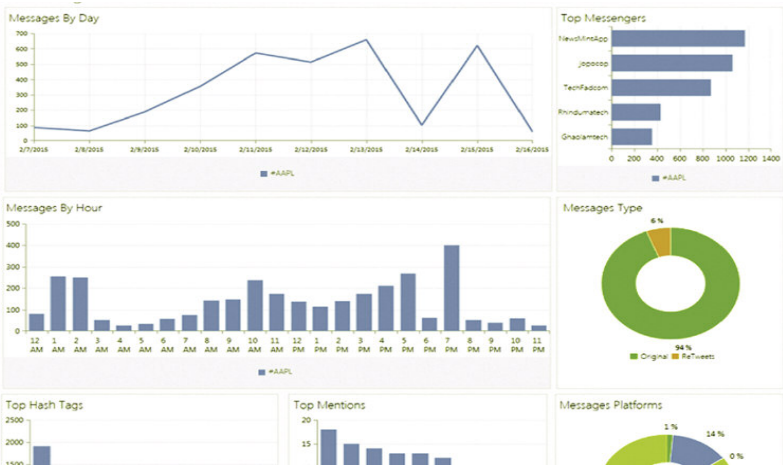 Messages By Day
700
600
500
400
300
200
100
0
2/7/2015 2/8/2015 2/9/2015 2/10/2015 2/11/2015 2/12/2015 2/13/2015 2/14/2015 2/15/2015 2/16/2015
#AAPL
Top Messengers
NewsMintApp
jopocop
TechFadcom
Rhindumatech
Ghaplamtech
0 200 400 600 800 1000 1200 1400
#AAPL
Messages By Hour
500
400
300
200
100
0
12 1 2 3 4 5 6 7 8 9 10 11 12 1 2 3 4 5 6 7 8 9 10 11
AM AM AM AM AM AM AM AM AM AM AM AM PM PM PM PM PM PM PM PM PM PM PM PM
#AAPL
Messages Type
6 %
94 %
Original ReTweets
Top Hash Tags
2500
2000
1500
Top Mentions
20
15
Messages Platforms
1 %
14 %
0 %